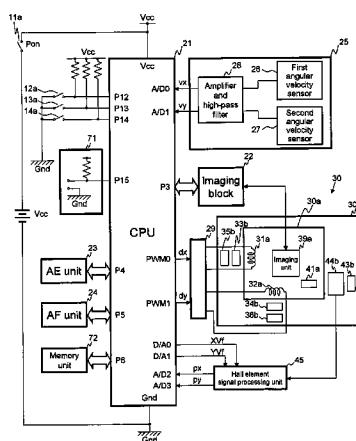 11a
Pon
Vcc
Vcc
21
25
Vcc
12a
13a
14a
P12
P13
P14
A/D0
A/D1
vx
vy
28
Amplifier and high-pass filter
26
First angular velocity sensor
Second angular velocity sensor
27
Gnd
71
P15
Gnd
CPU
P3
22
Imaging block
30
30a
Vcc
35b
33b
31a
39a
Imaging unit
29
PWM0
dx
23
AE unit
P4
32a
41a
44b
43b
PWM1
dy
34b
36b
24
AF unit
P5
D/A0
XVf
D/A1
YVf
45
72
Memory unit
P6
A/D2
px
A/D3
py
Hall element signal processing unit
Gnd
Gnd